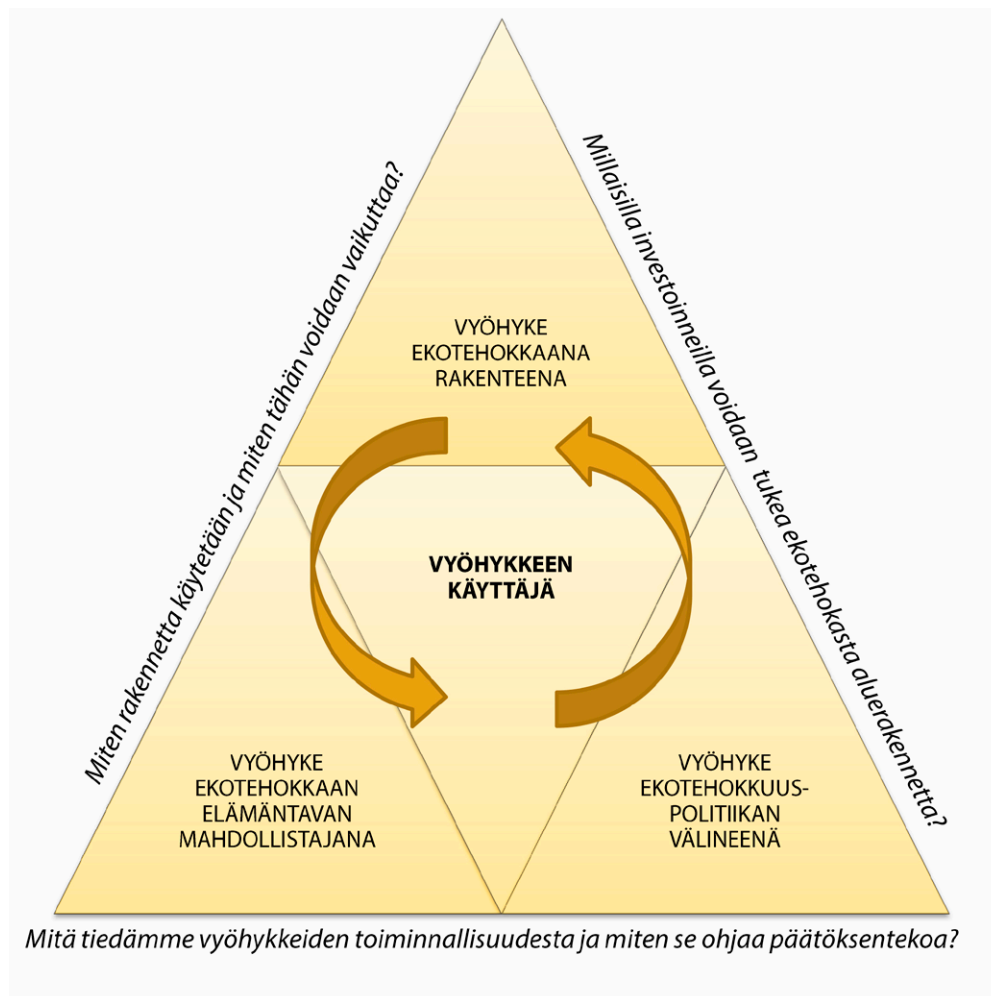 Miten rakennetta käytetään ja miten tähän voidaan vaikuttaa?
Millaisilla investoinneilla voidaan tukea ekotehokasta aluerakennetta?
VYÖHYKE
EKOTEHOKKAANA
RAKENTEENA
VYÖHYKKEEN
KÄYTTÄJÄ
VYÖHYKE
EKOTEHOKKAAN
ELÄMÄNTAVAN
MAHDOLLISTAJANA
VYÖHYKE
EKOTEHOKKUUS-
POLITIIKAN
VÄLINEENÄ
Mitä tiedämme vyöhykkeiden toiminnallisuudesta ja miten se ohjaa päätöksentekoa?